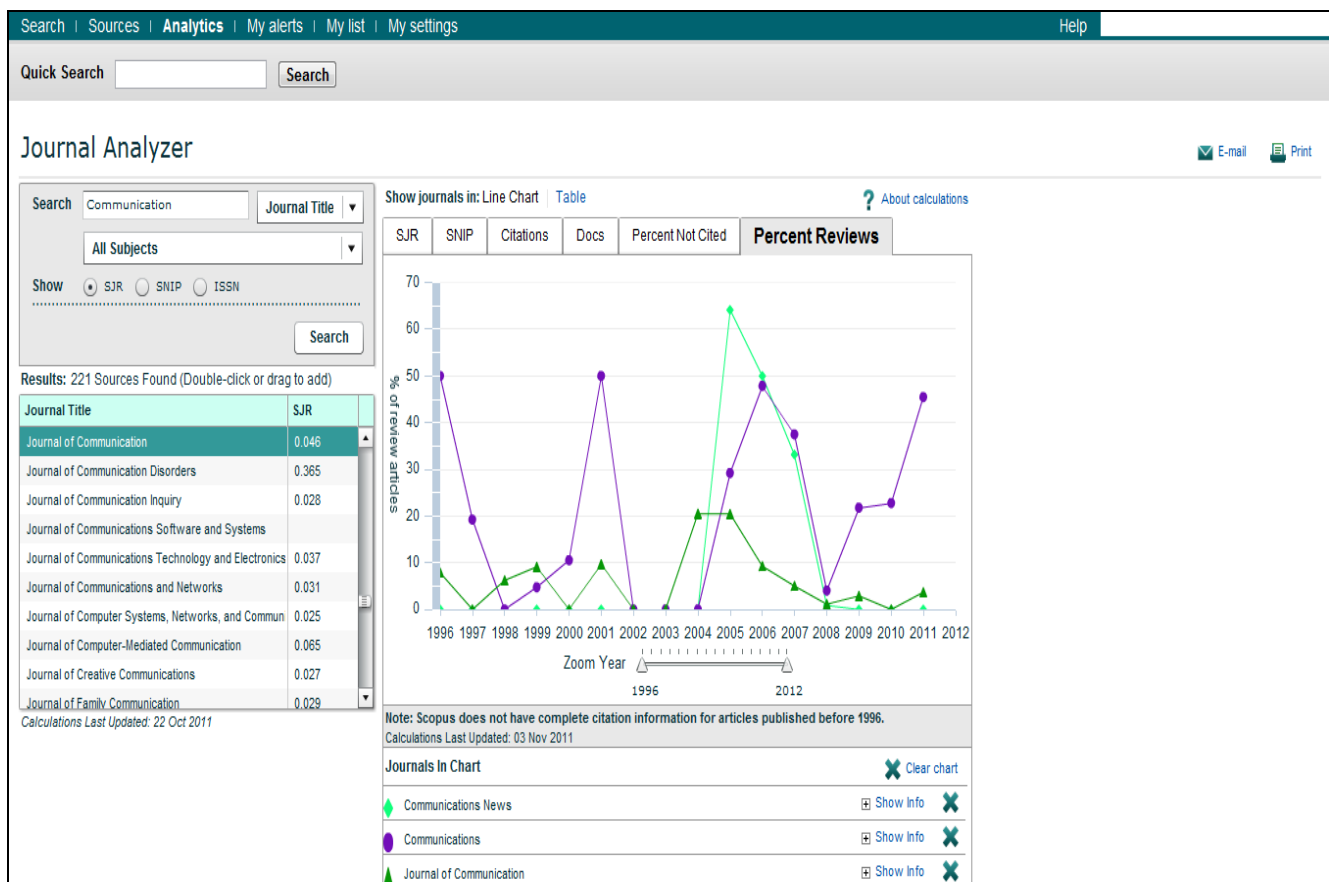 Search | Sources | Analytics | My alerts | My list | My settings
Help
Quick Search
Search
Journal Analyzer
E-mail
Print
Search Communication Journal Title
All Subjects
Show SJR SNIP ISSN
Search
Results: 221 Sources Found (Double-click or drag to add)
Journal Title SJR
Journal of Communication 0.046
Journal of Communication Disorders 0.365
Journal of Communication Inquiry 0.028
Journal of Communications Software and Systems
Journal of Communications Technology and Electronics 0.037
Journal of Communications and Networks 0.031
Journal of Computer Systems, Networks, and Commun 0.025
Journal of Computer-Mediated Communication 0.065
Journal of Creative Communications 0.027
Journal of Family Communication 0.029
Calculations Last Updated: 22 Oct 2011
Show journals in: Line Chart | Table
? About calculations
SJR SNIP Citations Docs Percent Not Cited Percent Reviews
% of review articles
70
60
50
40
30
20
10
0
1996 1997 1998 1999 2000 2001 2002 2003 2004 2005 2006 2007 2008 2009 2010 2011 2012
Zoom Year
1996 2012
Note: Scopus does not have complete citation information for articles published before 1996.
Calculations Last Updated: 03 Nov 2011
Journals In Chart
Clear chart
Communications News Show Info
Communications Show Info
Journal of Communication Show Info